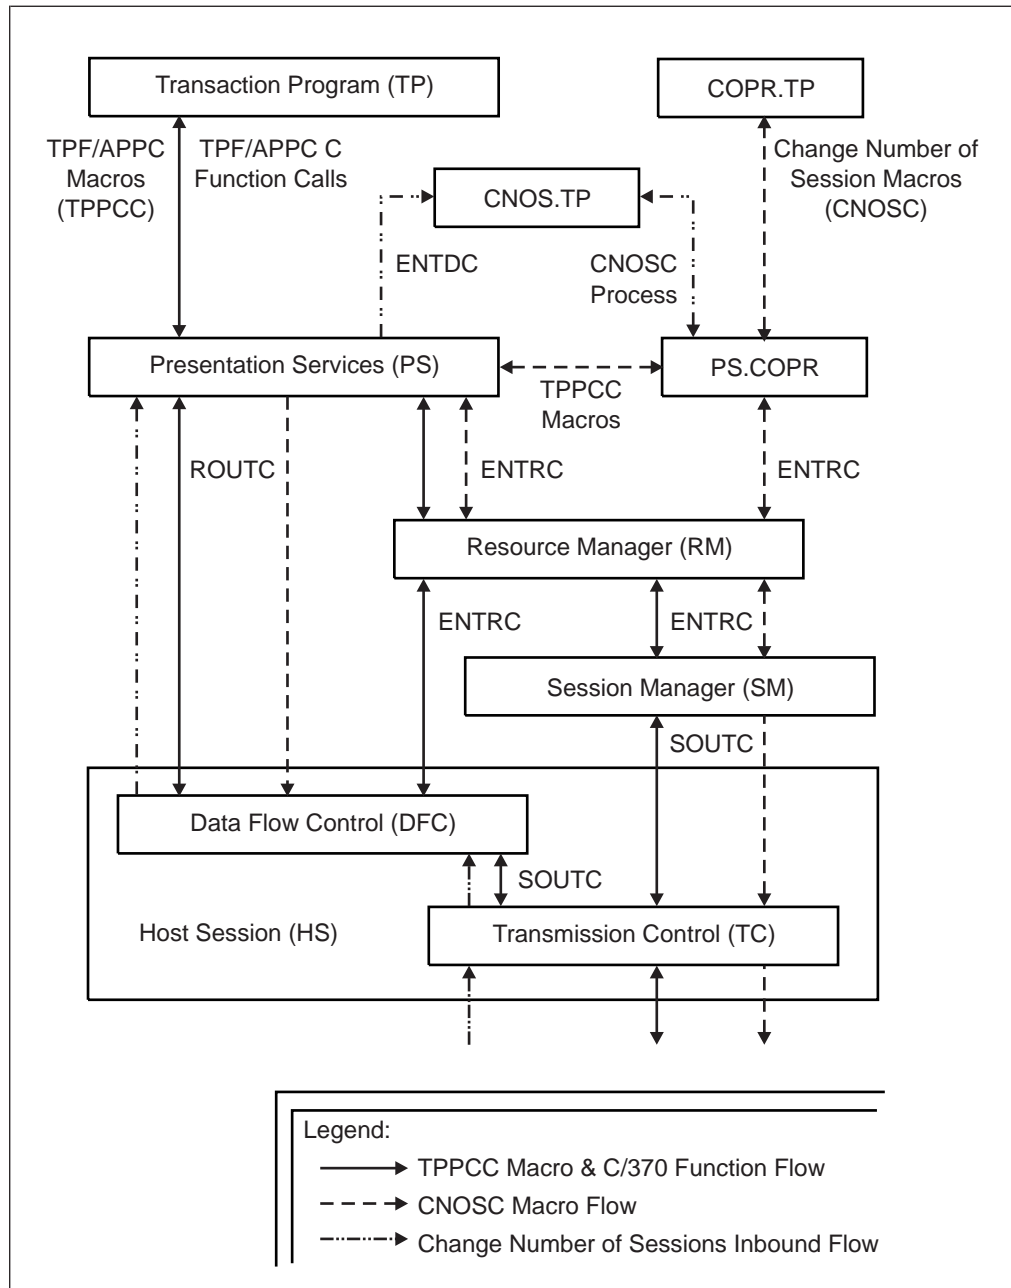 Transaction Program (TP)
COPR.TP
TPF/APPC
Macros
(TPPCC)
TPF/APPC C
Function Calls
Change Number of
Session Macros
(CNOSC)
CNOS.TP
ENTDC
CNOSC
Process
Presentation Services (PS)
PS.COPR
TPPCC
Macros
ROUTC
ENTRC
ENTRC
Resource Manager (RM)
ENTRC
ENTRC
Session Manager (SM)
SOUTC
Data Flow Control (DFC)
SOUTC
Host Session (HS)
Transmission Control (TC)
Legend:
TPPCC Macro & C/370 Function Flow
CNOSC Macro Flow
Change Number of Sessions Inbound Flow